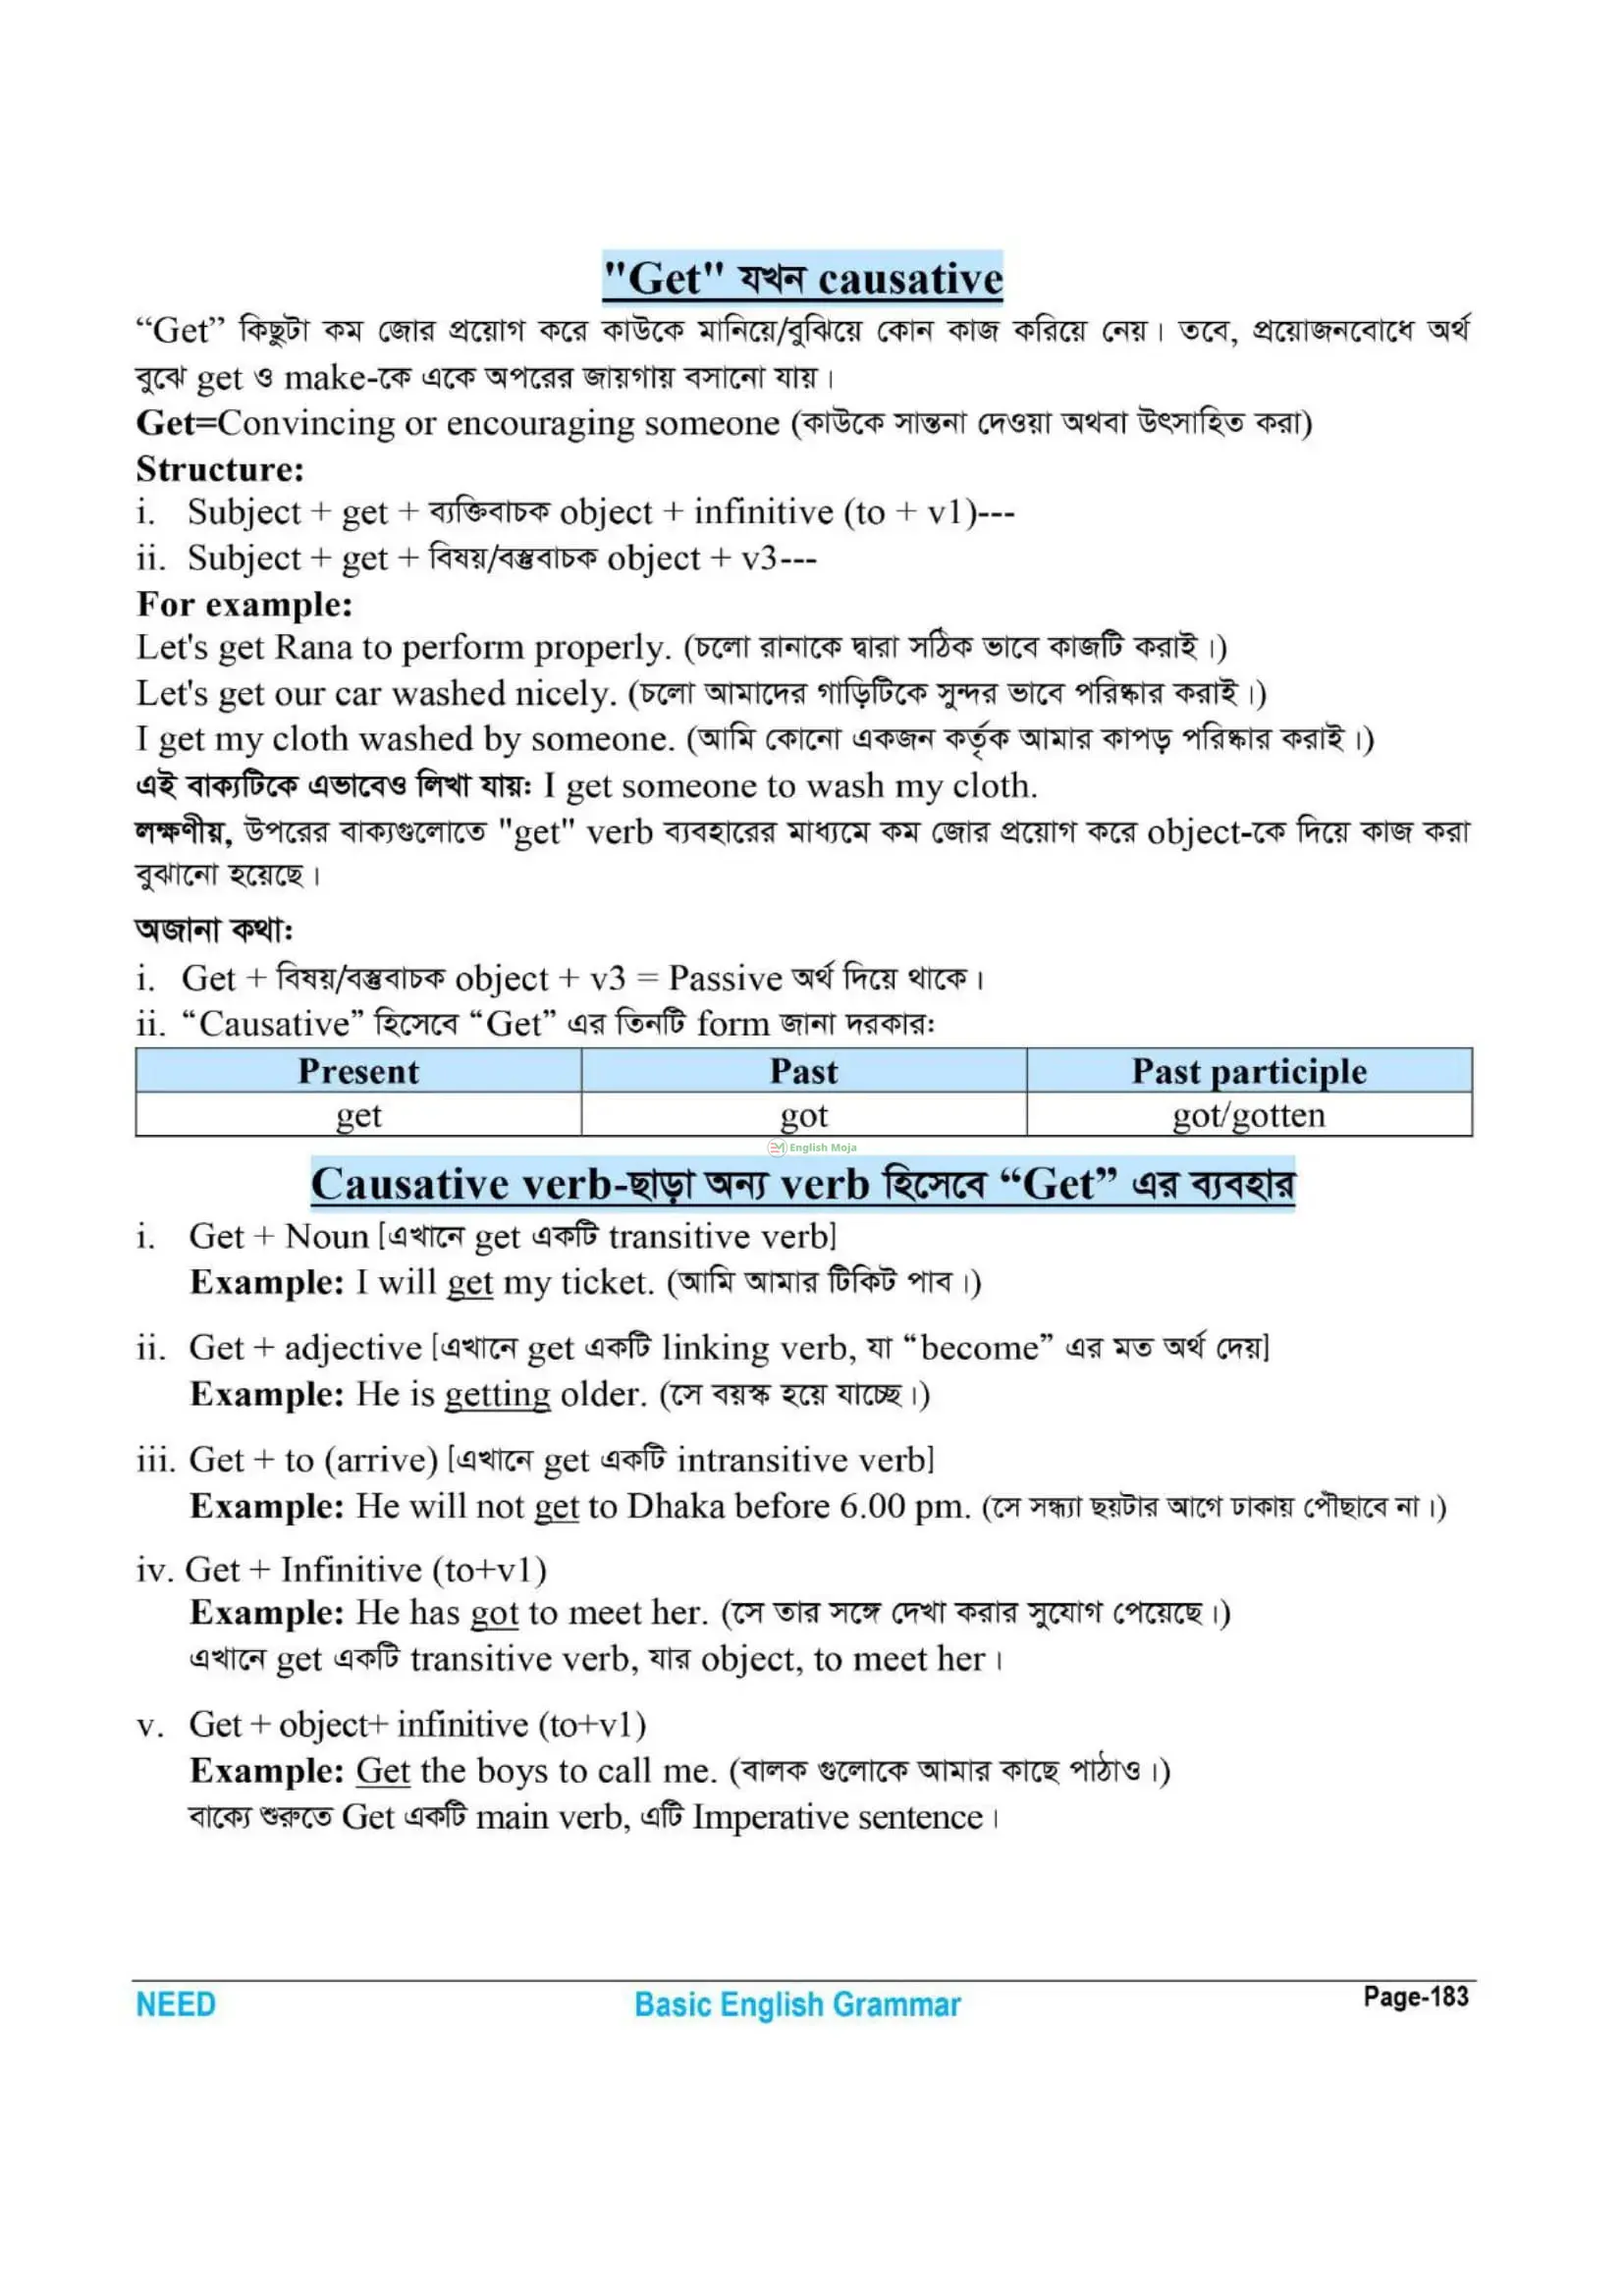 "Get" যখন causative
“Get” কিছুটা কম জোর প্রয়োগ করে কাউকে মানিয়ে/বুঝিয়ে কোন কাজ করিয়ে নেয়। তবে, প্রয়োজনবোধে অর্থ
বুঝে get ও make-কে একে অপরের জায়গায় বসানো যায়।
Get=Convincing or encouraging someone (কাউকে সান্তনা দেওয়া অথবা উৎসাহিত করা)
Structure:
i. Subject + get + ব্যক্তিবাচক object + infinitive (to + v1)---
ii. Subject + get + বিষয়/বস্তুবাচক object + v3---
For example:
Let's get Rana to perform properly. (চলো রানাকে দ্বারা সঠিক ভাবে কাজটি করাই।)
Let's get our car washed nicely. (চলো আমাদের গাড়িটিকে সুন্দর ভাবে পরিষ্কার করাই।)
I get my cloth washed by someone. (আমি কোনো একজন কর্তৃক আমার কাপড় পরিষ্কার করাই।)
এই বাক্যটিকে এভাবেও লিখা যায়ঃ I get someone to wash my cloth.
লক্ষণীয়, উপরের বাক্যগুলোতে "get" verb ব্যবহারের মাধ্যমে কম জোর প্রয়োগ করে object-কে দিয়ে কাজ করা
বুঝানো হয়েছে।
অজানা কথাঃ
i. Get + বিষয়/বস্তুবাচক object + v3 = Passive অর্থ দিয়ে থাকে।
ii. “Causative” হিসেবে “Get” এর তিনটি form জানা দরকারঃ
Present Past Past participle
get got got/gotten
EM English Moja
Causative verb-ছাড়া অন্য verb হিসেবে “Get” এর ব্যবহার
i. Get + Noun [এখানে get একটি transitive verb]
Example: I will get my ticket. (আমি আমার টিকিট পাব।)
ii. Get + adjective [এখানে get একটি linking verb, যা “become” এর মত অর্থ দেয়]
Example: He is getting older. (সে বয়স্ক হয়ে যাচ্ছে।)
iii. Get + to (arrive) [এখানে get একটি intransitive verb]
Example: He will not get to Dhaka before 6.00 pm. (সে সন্ধ্যা ছয়টার আগে ঢাকায় পৌঁছাবে না।)
iv. Get + Infinitive (to+v1)
Example: He has got to meet her. (সে তার সঙ্গে দেখা করার সুযোগ পেয়েছে।)
এখানে get একটি transitive verb, যার object, to meet her।
v. Get + object+ infinitive (to+v1)
Example: Get the boys to call me. (বালক গুলোকে আমার কাছে পাঠাও।)
বাক্যে শুরুতে Get একটি main verb, এটি Imperative sentence।
NEED Basic English Grammar Page-183